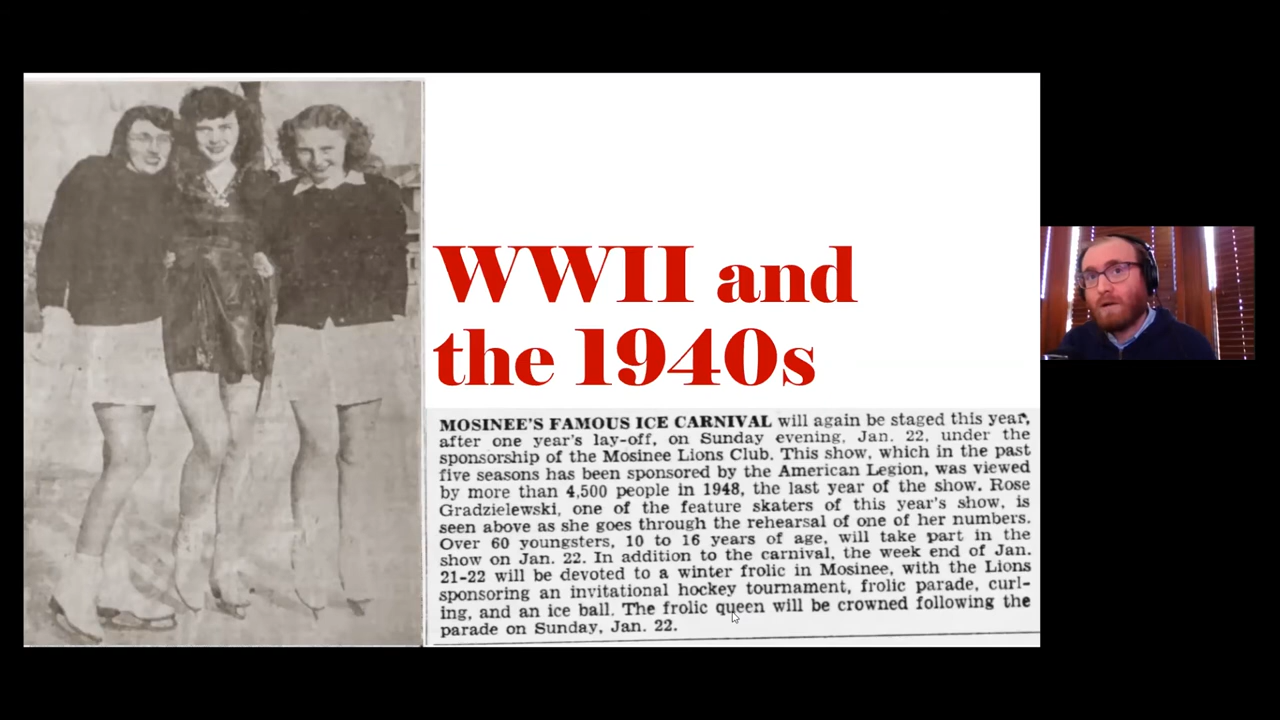 WWII and
the 1940s
MOSINEE'S FAMOUS ICE CARNIVAL will again be staged this year,
after one year's lay-off, on Sunday evening, Jan. 22, under the
sponsorship of the Mosinee Lions Club. This show, which in the past
five seasons has been sponsored by the American Legion, was viewed
by more than 4,500 people in 1948, the last year of the show. Rose
Gradzielewski, one of the feature skaters of this year's show, is
seen above as she goes through the rehearsal of one of her numbers.
Over 60 youngsters, 10 to 16 years of age, will take part in the
show on Jan. 22. In addition to the carnival, the week end of Jan.
21-22 will be devoted to a winter frolic in Mosinee, with the Lions
sponsoring an invitational hockey tournament, frolic parade, curl-
ing, and an ice ball. The frolic queen will be crowned following the
parade on Sunday, Jan. 22.